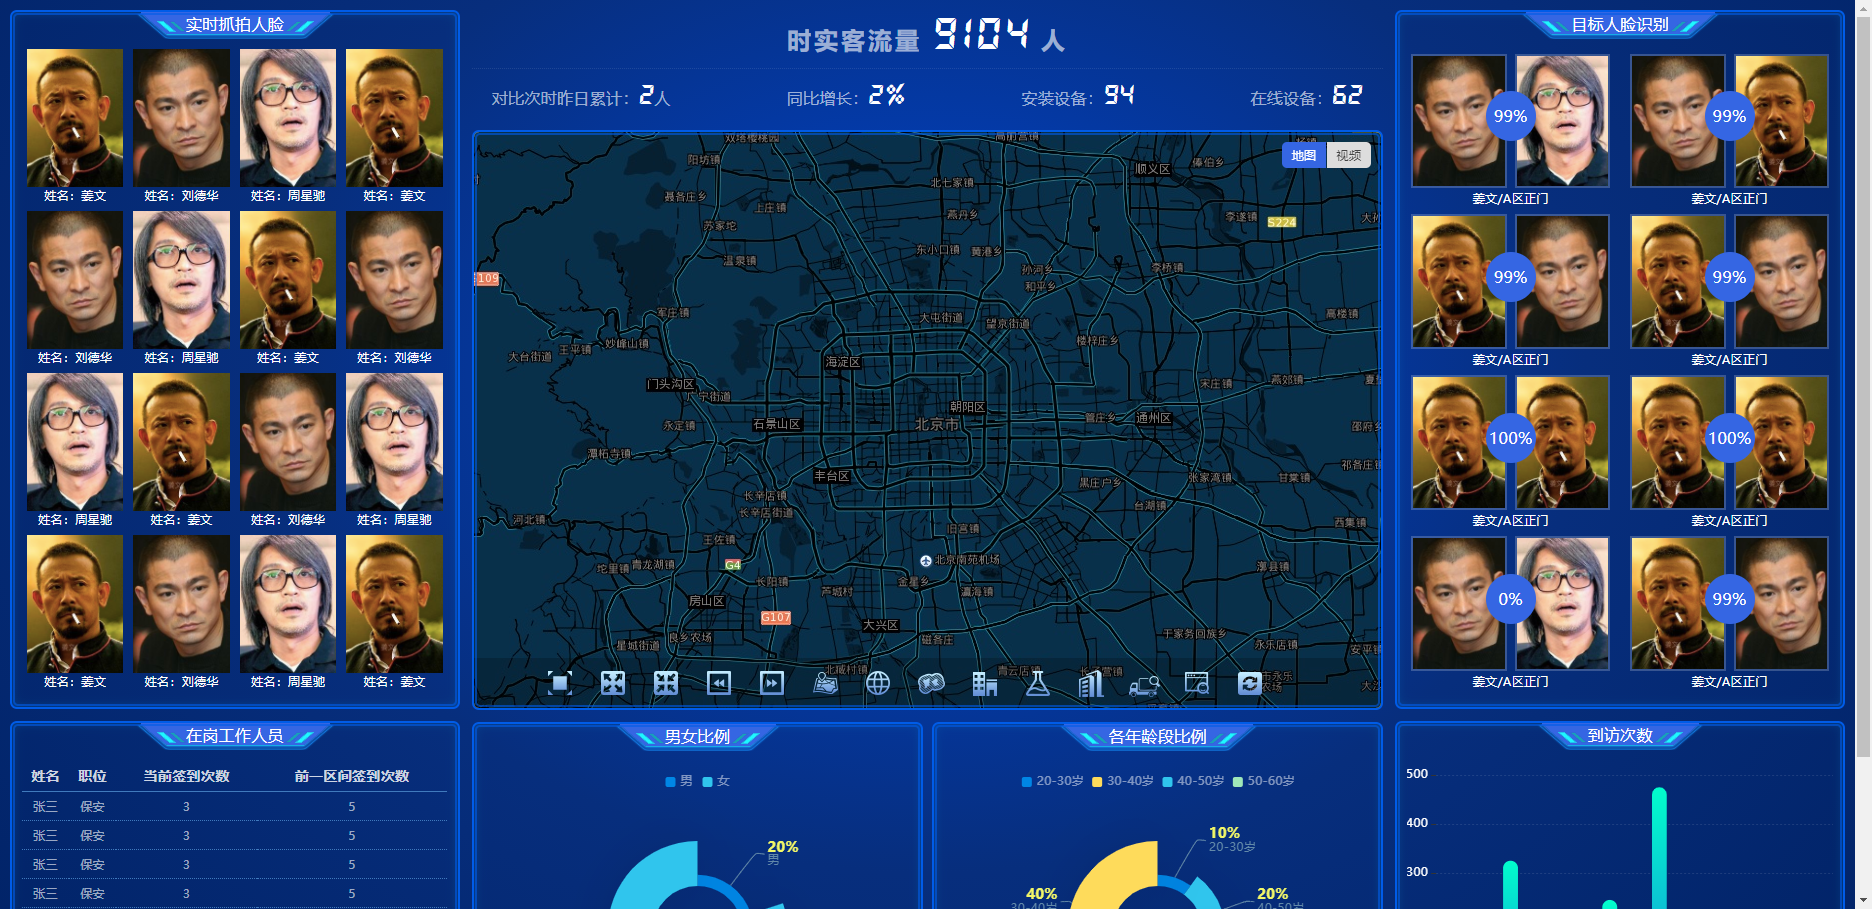 实时抓拍人脸
姓名：姜文
姓名：刘德华
姓名：周星驰
姓名：姜文
姓名：刘德华
姓名：周星驰
姓名：姜文
姓名：刘德华
姓名：周星驰
姓名：姜文
姓名：刘德华
姓名：周星驰
姓名：姜文
姓名：刘德华
姓名：周星驰
姓名：姜文
时实客流量 9104 人
对比次时昨日累计：2人
同比增长：2%
安装设备：94
在线设备：62
地图
视频
高丽营镇
阳坊镇
顺义区
俸伯乡
北七家镇
聂各庄乡
上庄镇
燕丹乡
李遂镇
S224
苏家坨
东小口镇
黄港乡
温泉镇
孙河乡
李桥镇
109
和平乡
军庄镇
大屯街道
望京街道
高楼镇
妙峰山镇
王平镇
大台街道
楼梓庄乡
海淀区
门头沟区
广宁街道
宋庄镇
燕郊镇
朝阳区
永定镇
石景山区
北京市
管庄乡
通州区
潭柘寺镇
丰台区
黑庄户乡
张家湾镇
甘棠镇
长辛店镇
长辛店街道
台湖镇
河北镇
旧宫镇
西集镇
王佐镇
G4
北京南苑机场
坨里镇
青龙湖镇
长阳镇
金星乡
漷县镇
芦城村
瀛海镇
房山区
G107
大兴区
星城街道
良乡农场
磁各庄
于家务回族乡
永乐店镇
安平镇
北臧村镇
青云店镇
目标人脸识别
99%
99%
姜文/A区正门
姜文/A区正门
99%
99%
姜文/A区正门
姜文/A区正门
100%
100%
姜文/A区正门
姜文/A区正门
0%
99%
姜文/A区正门
姜文/A区正门
在岗工作人员
姓名 职位 当前签到次数 前一区间签到次数
张三 保安 3 5
张三 保安 3 5
张三 保安 3 5
张三 保安 3 5
男女比例
男 女
20%
男
各年龄段比例
20-30岁 30-40岁 40-50岁 50-60岁
10%
20-30岁
40%
30-40岁
20%
40-50岁
到访次数
500
400
300